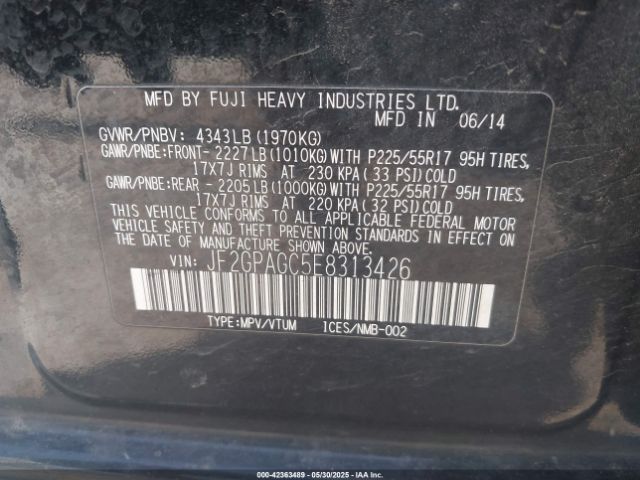 MFD BY FUJI HEAVY INDUSTRIES LTD.
MFD IN 06/14
GVWR/PNBV: 4343LB (1970KG)
GAWR/PNBE:FRONT- 2227LB (1010KG) WITH P225/55R17 95H TIRES,
17X7J RIMS AT 230 KPA (33 PSI) COLD
GAWR/PNBE:REAR - 2205LB (1000KG) WITH P225/55R17 95H TIRES,
17X7J RIMS AT 220 KPA (32 PSI) COLD
THIS VEHICLE CONFORMS TO ALL APPLICABLE FEDERAL MOTOR
VEHICLE SAFETY AND THEFT PREVENTION STANDARDS IN EFFECT ON
THE DATE OF MANUFACTURE SHOWN ABOVE.
VIN: JF2GPAGC5E8313426
TYPE:MPV/VTUM ICES/NMB-002
000-42363489 - 05/30/2025 - IAA Inc.